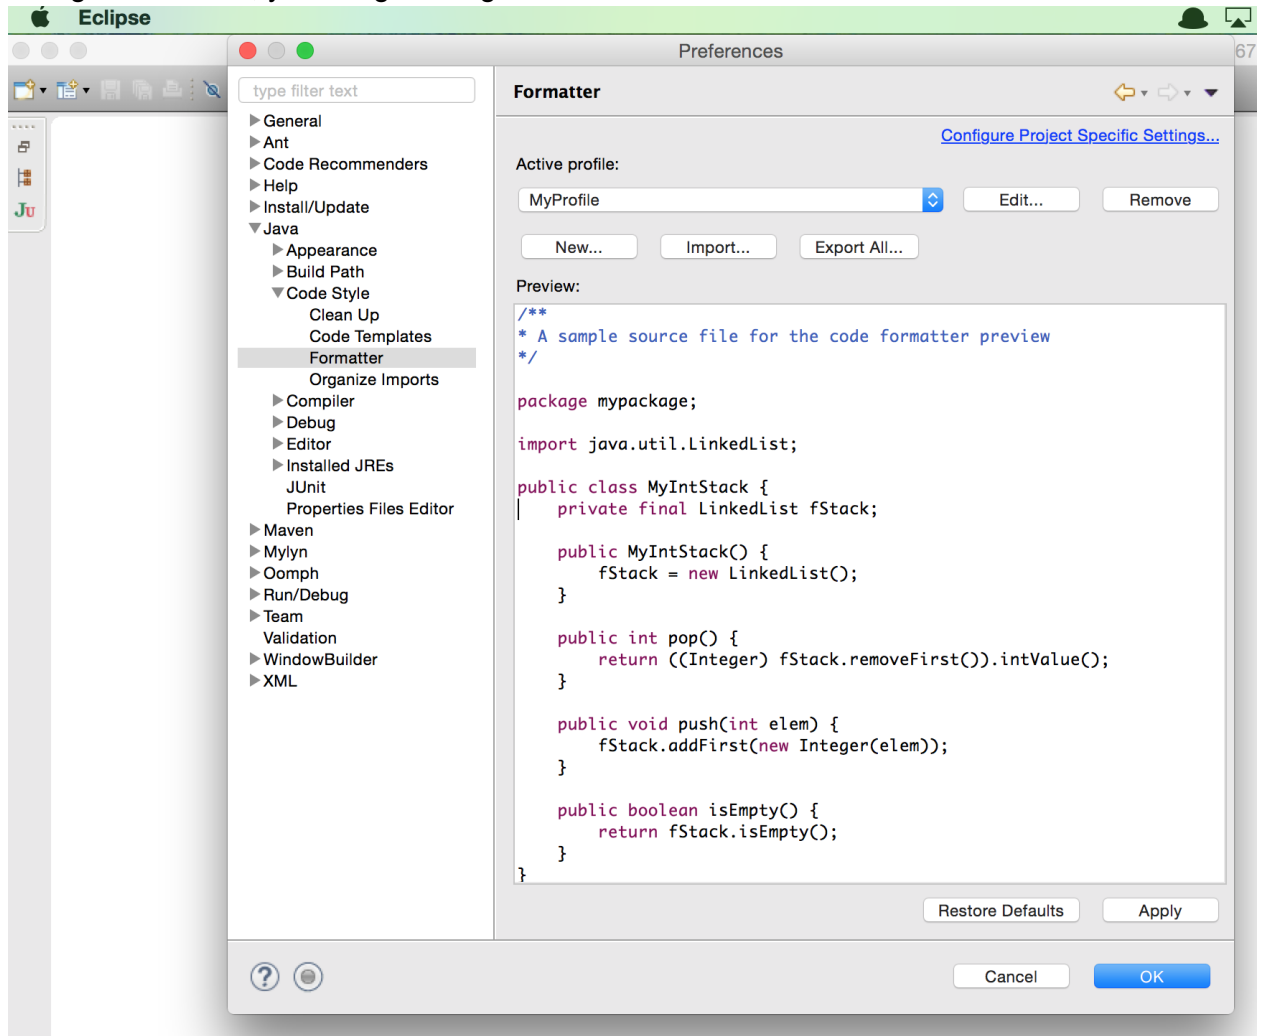 Eclipse
Preferences
67
type filter text
General
Ant
Code Recommenders
Help
Install/Update
Java
Appearance
Build Path
Code Style
Clean Up
Code Templates
Formatter
Organize Imports
Compiler
Debug
Editor
Installed JREs
JUnit
Properties Files Editor
Maven
Mylyn
Oomph
Run/Debug
Team
Validation
WindowBuilder
XML
Ju
Formatter
Configure Project Specific Settings...
Active profile:
MyProfile
Edit...
Remove
New...
Import...
Export All...
Preview:
/**
* A sample source file for the code formatter preview
*/
package mypackage;
import java.util.LinkedList;
public class MyIntStack {
    private final LinkedList fStack;
    public MyIntStack() {
        fStack = new LinkedList();
    }
    public int pop() {
        return ((Integer) fStack.removeFirst()).intValue();
    }
    public void push(int elem) {
        fStack.addFirst(new Integer(elem));
    }
    public boolean isEmpty() {
        return fStack.isEmpty();
    }
}
Restore Defaults
Apply
?
Cancel
OK